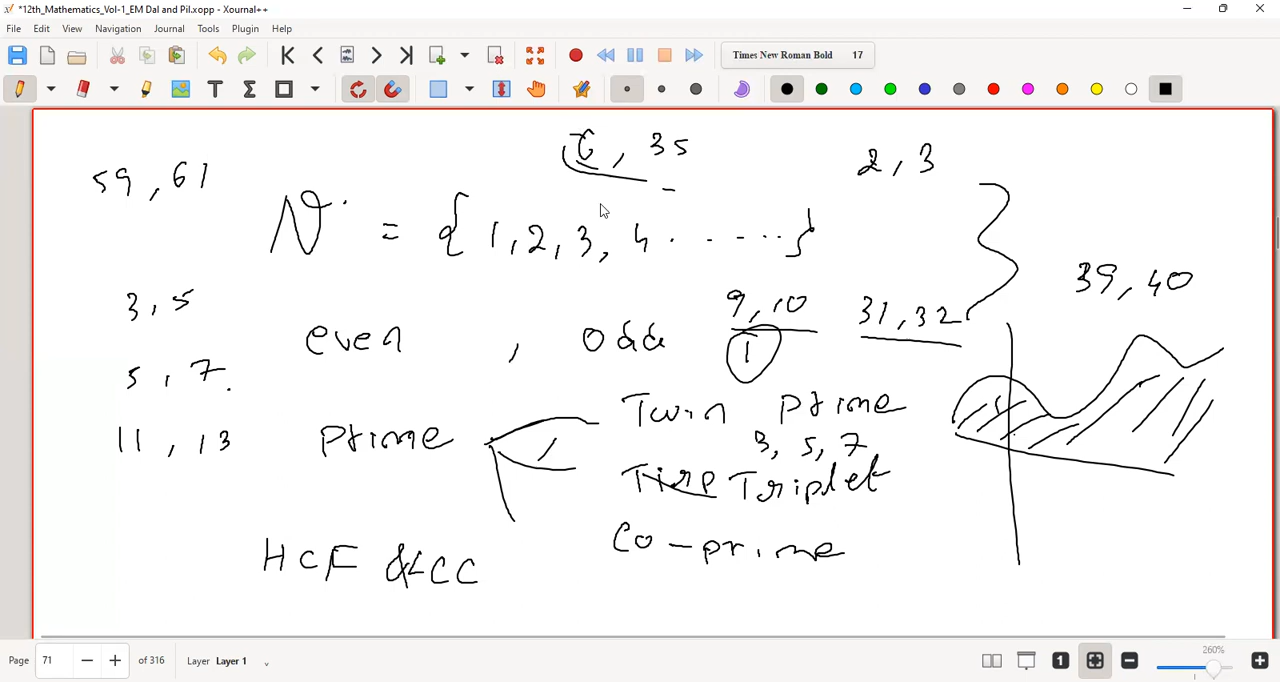 *12th_Mathematics_Vol-1_EM Dal and Pil.xopp - Xournal++
File Edit View Navigation Journal Tools Plugin Help
Times New Roman Bold 17
, 35
2, 3
59, 61
N = {1, 2, 3, 4 . . . . . . }
39, 40
3, 5
9, 10
31, 32
even , odd
1
5, 7.
Twin prime
11, 13
prime
3, 5, 7
Triplet
Co-prime
HCF &
Page 71 of 316 Layer Layer 1 260%